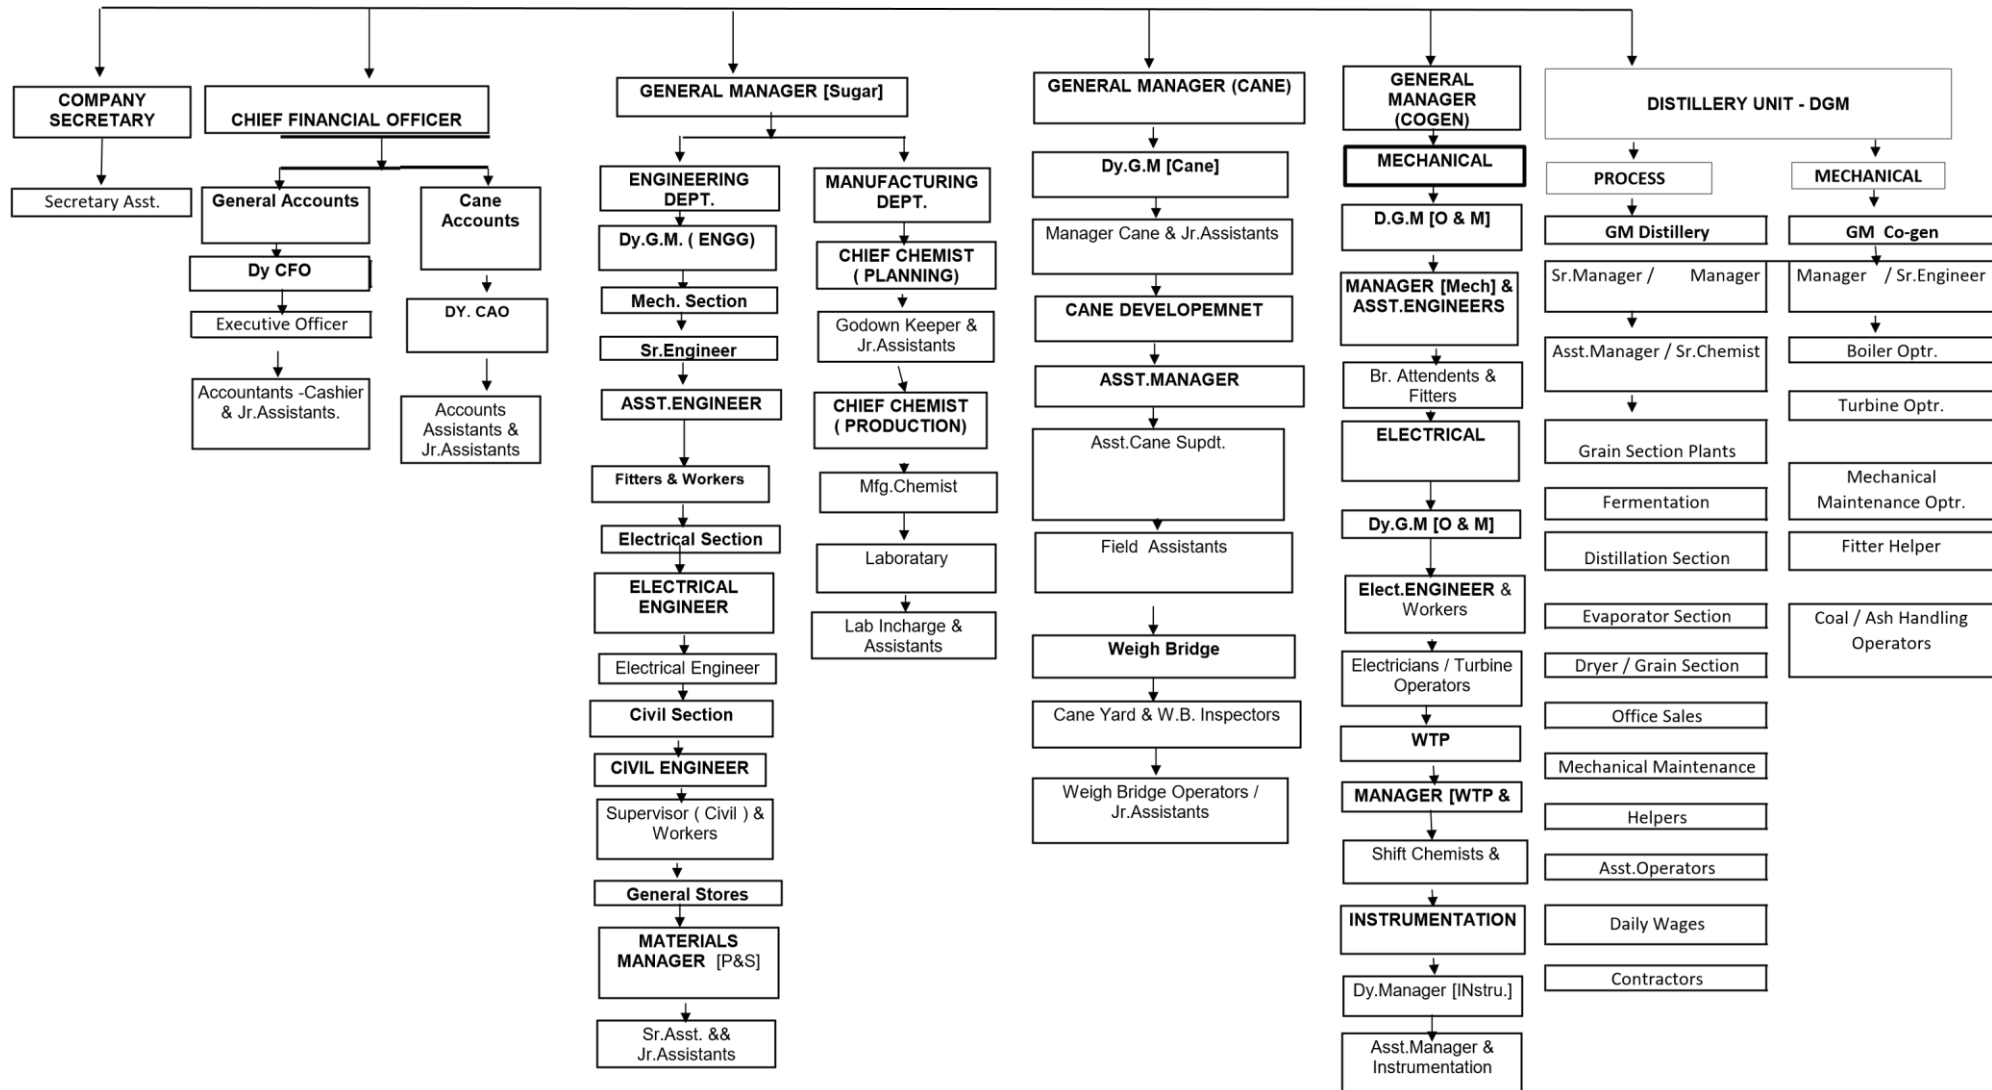 COMPANY
SECRETARY
Secretary Asst.
CHIEF FINANCIAL OFFICER
General Accounts
Dy CFO
Executive Officer
Accountants -Cashier
& Jr.Assistants.
Cane
Accounts
DY. CAO
Accounts
Assistants &
Jr.Assistants
GENERAL MANAGER [Sugar]
ENGINEERING
DEPT.
Dy.G.M. ( ENGG)
Mech. Section
Sr.Engineer
ASST.ENGINEER
Fitters & Workers
Electrical Section
ELECTRICAL
ENGINEER
Electrical Engineer
Civil Section
CIVIL ENGINEER
Supervisor ( Civil ) &
Workers
General Stores
MATERIALS
MANAGER [P&S]
Sr.Asst. &&
Jr.Assistants
MANUFACTURING
DEPT.
CHIEF CHEMIST
( PLANNING)
Godown Keeper &
Jr.Assistants
CHIEF CHEMIST
( PRODUCTION)
Mfg.Chemist
Laboratary
Lab Incharge &
Assistants
GENERAL MANAGER (CANE)
Dy.G.M [Cane]
Manager Cane & Jr.Assistants
CANE DEVELOPEMNET
ASST.MANAGER
Asst.Cane Supdt.
Field Assistants
Weigh Bridge
Cane Yard & W.B. Inspectors
Weigh Bridge Operators /
Jr.Assistants
GENERAL
MANAGER
(COGEN)
MECHANICAL
D.G.M [O & M]
MANAGER [Mech] &
ASST.ENGINEERS
Br. Attendents &
Fitters
ELECTRICAL
Dy.G.M [O & M]
Elect.ENGINEER &
Workers
Electricians / Turbine
Operators
WTP
MANAGER [WTP &
Shift Chemists &
INSTRUMENTATION
Dy.Manager [INstru.]
Asst.Manager &
Instrumentation
DISTILLERY UNIT - DGM
PROCESS
GM Distillery
Sr.Manager / Manager
Asst.Manager / Sr.Chemist
Grain Section Plants
Fermentation
Distillation Section
Evaporator Section
Dryer / Grain Section
Office Sales
Mechanical Maintenance
Helpers
Asst.Operators
Daily Wages
Contractors
MECHANICAL
GM Co-gen
Manager / Sr.Engineer
Boiler Optr.
Turbine Optr.
Mechanical
Maintenance Optr.
Fitter Helper
Coal / Ash Handling
Operators